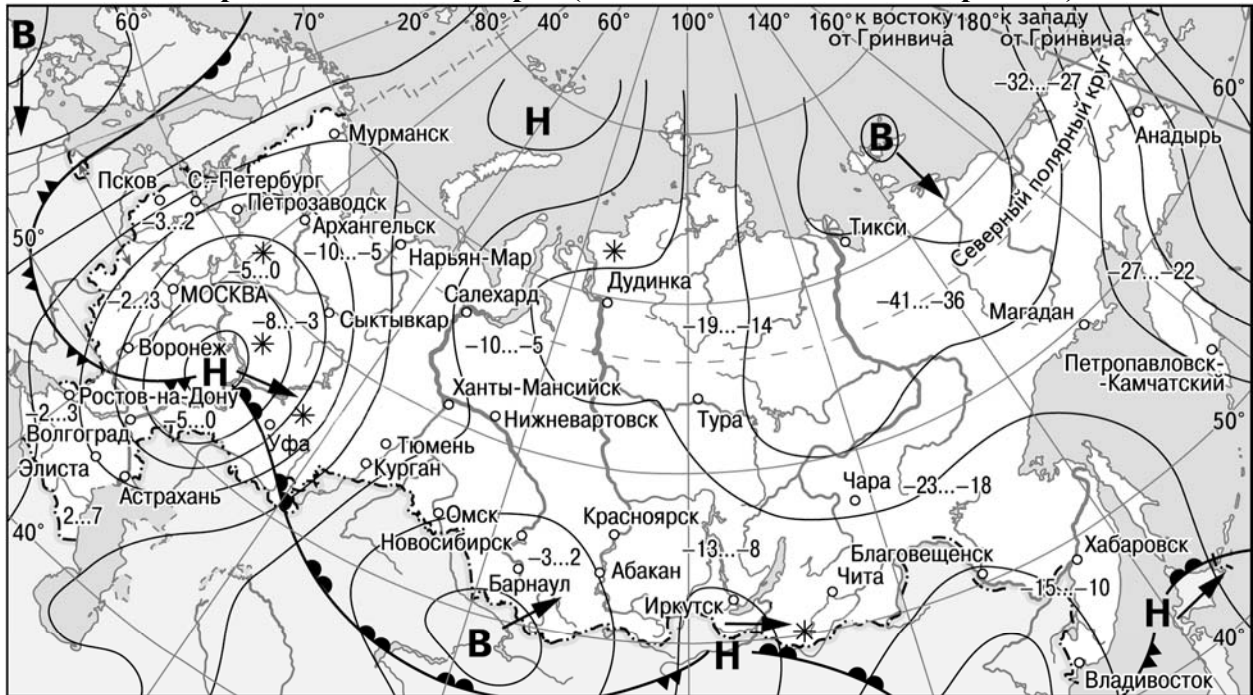 60° 70° 20° 80° 40° 60° 100° 140° 160° к востоку 180° к западу
от Гринвича от Гринвича
В
–32...–27
60°
Северный полярный круг
Н
Мурманск
В
Анадырь
Псков С.-Петербург
Петрозаводск
–3...2
Архангельск
–10...–5
Тикси
50°
Нарьян-Мар
–5...0
Дудинка
–27...–22
МОСКВА
–2...3
Салехард
–41...–36
Магадан
–8...–3
Сыктывкар
–19...–14
–10...–5
Воронеж
Петропавловск-
-Камчатский
Н
Ханты-Мансийск
Ростов-на-Дону
–2...3
–5...0
Нижневартовск
Тура
50°
Волгоград
Уфа
Тюмень
Элиста
Курган
Астрахань
Чара
–23...–18
2...7
Омск
Красноярск
40°
Новосибирск
–13...–8
–3...2
Благовещенск
Хабаровск
Барнаул
Абакан
Чита
–15...–10
Иркутск
Н
В
Н
40°
Владивосток